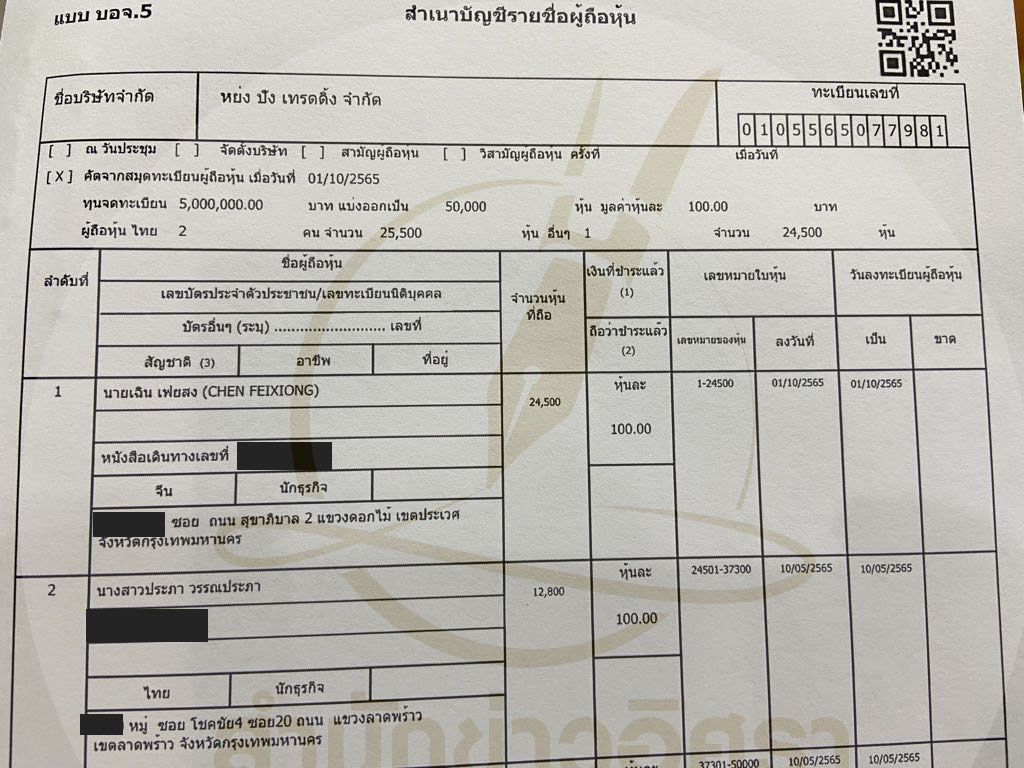 แบบ บอจ.5
สำเนาบัญชีรายชื่อผู้ถือหุ้น
ชื่อบริษัทจำกัด หย่ง ปัง เทรดดิ้ง จำกัด ทะเบียนเลขที่
0105565077981
[ ] ณ วันประชุม [ ] จัดตั้งบริษัท [ ] สามัญผู้ถือหุ้น [ ] วิสามัญผู้ถือหุ้น ครั้งที่ เมื่อวันที่
[X] คัดจากสมุดทะเบียนผู้ถือหุ้น เมื่อวันที่ 01/10/2565
ทุนจดทะเบียน 5,000,000.00 บาท แบ่งออกเป็น 50,000 หุ้น มูลค่าหุ้นละ 100.00 บาท
ผู้ถือหุ้น ไทย 2 คน จำนวน 25,500 หุ้น อื่นๆ 1 จำนวน 24,500 หุ้น
ลำดับที่
ชื่อผู้ถือหุ้น
เลขบัตรประจำตัวประชาชน/เลขทะเบียนนิติบุคคล
บัตรอื่นๆ (ระบุ) .......................... เลขที่
สัญชาติ (3) อาชีพ ที่อยู่
จำนวนหุ้น
ที่ถือ
เงินที่ชำระแล้ว
(1)
ถือว่าชำระแล้ว
(2)
เลขหมายใบหุ้น
เลขหมายของหุ้น ลงวันที่
วันลงทะเบียนผู้ถือหุ้น
เป็น ขาด
1 นายเฉิน เฟยสง (CHEN FEIXIONG) 24,500 หุ้นละ 1-24500 01/10/2565 01/10/2565
100.00
หนังสือเดินทางเลขที่
จีน นักธุรกิจ
ซอย ถนน สุขาภิบาล 2 แขวงดอกไม้ เขตประเวศ
จังหวัดกรุงเทพมหานคร
2 นางสาวประภา วรรณประภา 12,800 หุ้นละ 24501-37300 10/05/2565 10/05/2565
100.00
ไทย นักธุรกิจ
หมู่ ซอย โชคชัย4 ซอย20 ถนน แขวงลาดพร้าว
เขตลาดพร้าว จังหวัดกรุงเทพมหานคร
หุ้นละ 37301-50000 10/05/2565 10/05/2565
สำนักข่าวอิศรา